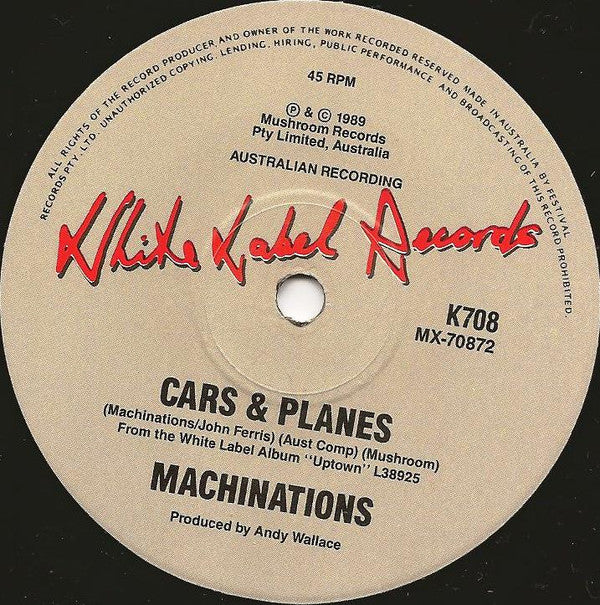 ALL RIGHTS OF THE RECORD PRODUCER AND OWNER OF THE WORK RECORDED RESERVED MADE IN AUSTRALIA BY FESTIVAL
RECORDS PTY. LTD. UNAUTHORIZED COPYING. LENDING, HIRING, PUBLIC PERFORMANCE AND BROADCASTING OF THIS RECORD PROHIBITED.
45 RPM
Ⓟ & © 1989
Mushroom Records
Pty Limited, Australia
AUSTRALIAN RECORDING
White Label Records
K708
MX-70872
CARS & PLANES
(Machinations/John Ferris) (Aust Comp) (Mushroom)
From the White Label Album "Uptown" L38925
MACHINATIONS
Produced by Andy Wallace